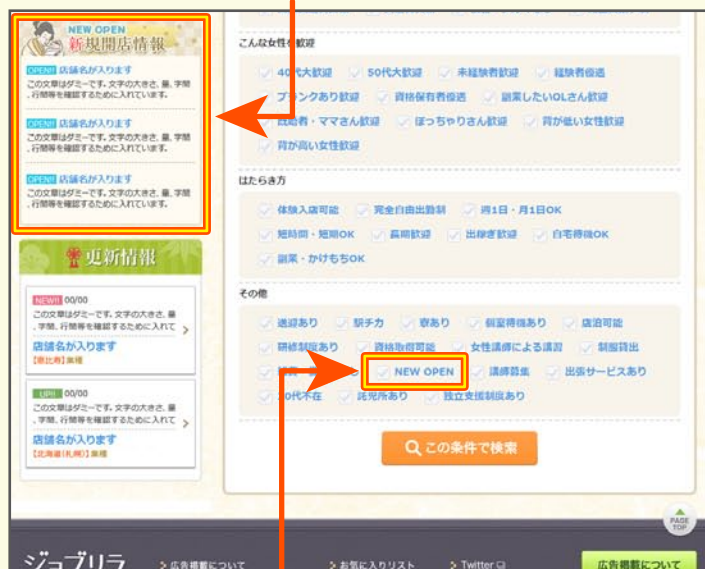 NEW OPEN
新規開店情報
OPEN!! 店舗名が入ります
この文章はダミーです。文字の大きさ、量、字間
、行間等を確認するために入れています。
OPEN!! 店舗名が入ります
この文章はダミーです。文字の大きさ、量、字間
、行間等を確認するために入れています。
OPEN!! 店舗名が入ります
この文章はダミーです。文字の大きさ、量、字間
、行間等を確認するために入れています。
更新情報
NEW!! 00/00
この文章はダミーです。文字の大きさ、量
、字間、行間等を確認するために入れて
店舗名が入ります
【恵比寿】業種
UP!! 00/00
この文章はダミーです。文字の大きさ、量
、字間、行間等を確認するために入れて
店舗名が入ります
【北海道(札幌)】業種
こんな女性を歓迎
40代大歓迎 50代大歓迎 未経験者歓迎 経験者優遇
ブランクあり歓迎 資格保有者優遇 副業したいOLさん歓迎
既婚者・ママさん歓迎 ぽっちゃりさん歓迎 背が低い女性歓迎
背が高い女性歓迎
はたらき方
体験入店可能 完全自由出勤制 週1日・月1日OK
短時間・短期OK 長期歓迎 出稼ぎ歓迎 自宅待機OK
副業・かけもちOK
その他
送迎あり 駅チカ 寮あり 個室待機あり 店泊可能
研修制度あり 資格取得可能 女性講師による講習 制服貸出
NEW OPEN 講師募集 出張サービスあり
代不在 託児所あり 独立支援制度あり
この条件で検索
PAGE
TOP
ジョブリラ
広告掲載について お気に入りリスト Twitter 広告掲載について